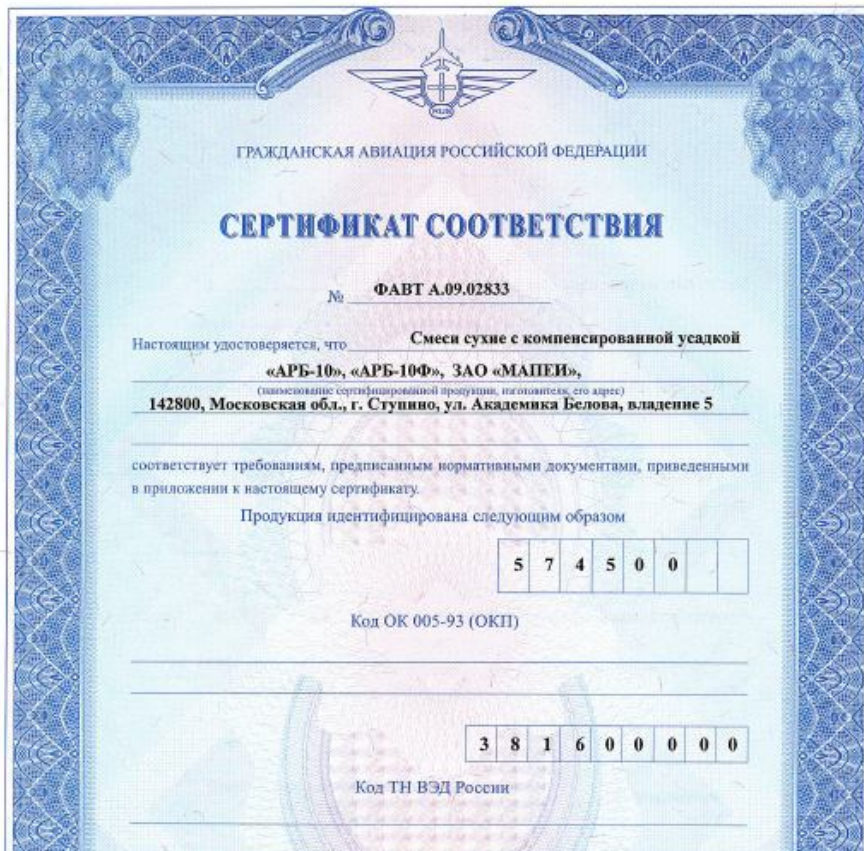 RUS
ГРАЖДАНСКАЯ АВИАЦИЯ РОССИЙСКОЙ ФЕДЕРАЦИИ
СЕРТИФИКАТ СООТВЕТСТВИЯ
№ ФАВТ А.09.02833
Настоящим удостоверяется, что Смеси сухие с компенсированной усадкой
«АРБ-10», «АРБ-10Ф», ЗАО «МАПЕИ»,
(наименование сертифицированной продукции, изготовителя, его адрес)
142800, Московская обл., г. Ступино, ул. Академика Белова, владение 5
соответствует требованиям, предписанным нормативными документами, приведенными
в приложении к настоящему сертификату.
Продукция идентифицирована следующим образом
5 7 4 5 0 0
Код ОК 005-93 (ОКП)
3 8 1 6 0 0 0 0 0
Код ТН ВЭД России